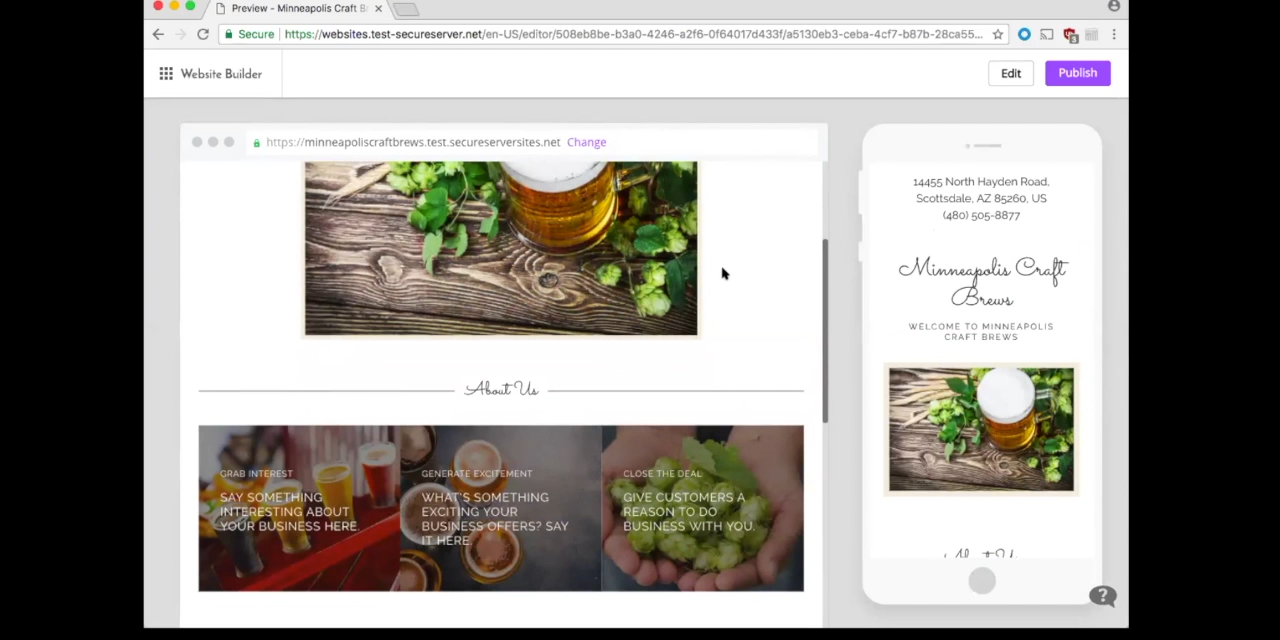 Preview - Minneapolis Craft B
Secure
https://websites.test-secureserver.net/en-US/editor/508eb8be-b3a0-4246-a2f6-0f64017d433f/a5130eb3-ceba-4cf7-b87b-28ca55...
Website Builder
Edit
Publish
https://minneapoliscraftbrews.test.secureserversites.net Change
About Us
GRAB INTEREST
SAY SOMETHING
INTERESTING ABOUT
YOUR BUSINESS HERE.
GENERATE EXCITEMENT
WHAT'S SOMETHING
EXCITING YOUR
BUSINESS OFFERS? SAY
IT HERE.
CLOSE THE DEAL
GIVE CUSTOMERS A
REASON TO DO
BUSINESS WITH YOU.
14455 North Hayden Road,
Scottsdale, AZ 85260, US
(480) 505-8877
Minneapolis Craft
Brews
WELCOME TO MINNEAPOLIS
CRAFT BREWS
About Us
?